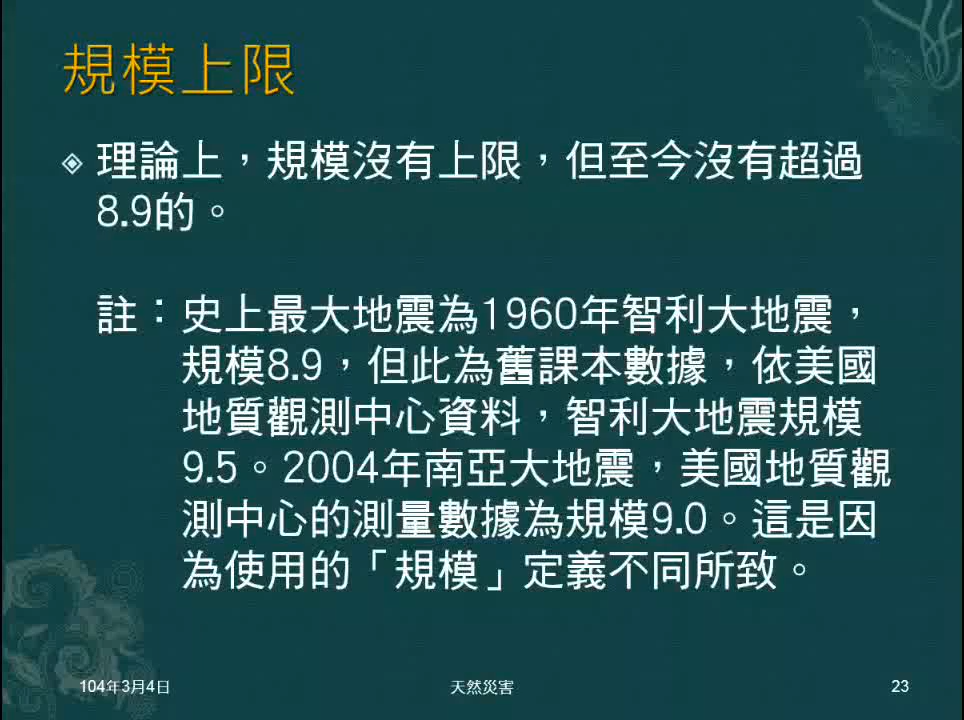 規模上限
理論上，規模沒有上限，但至今沒有超過
8.9的。
註：史上最大地震為1960年智利大地震，
規模8.9，但此為舊課本數據，依美國
地質觀測中心資料，智利大地震規模
9.5。2004年南亞大地震，美國地質觀
測中心的測量數據為規模9.0。這是因
為使用的「規模」定義不同所致。
104年3月4日
天然災害
23